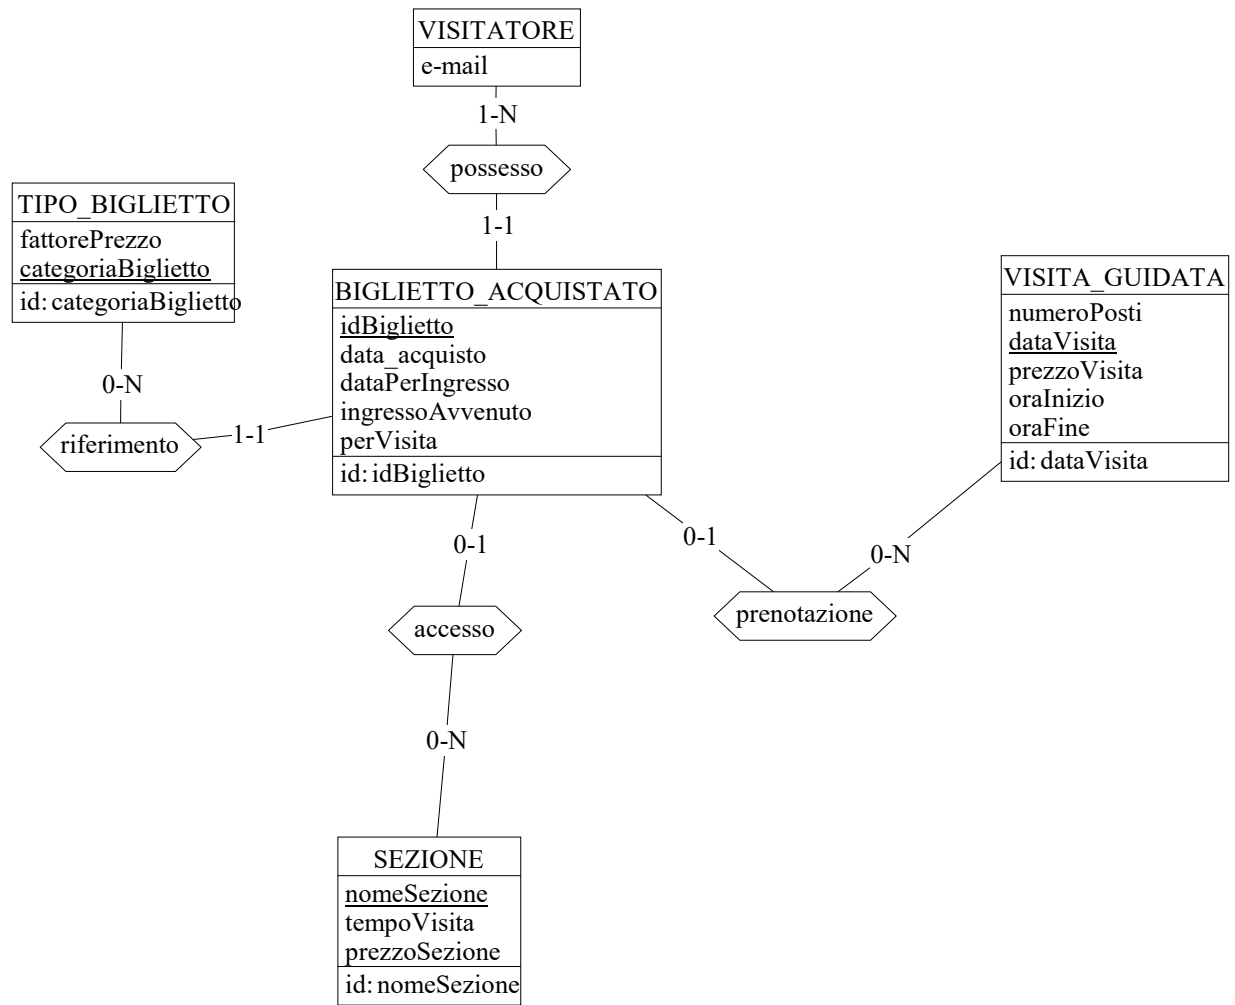 VISITATORE
e-mail
1-N
possesso
1-1
TIPO_BIGLIETTO
fattorePrezzo
categoriaBiglietto
id: categoriaBiglietto
0-N
riferimento
1-1
BIGLIETTO_ACQUISTATO
idBiglietto
data_acquisto
dataPerIngresso
ingressoAvvenuto
perVisita
id: idBiglietto
VISITA_GUIDATA
numeroPosti
dataVisita
prezzoVisita
oraInizio
oraFine
id: dataVisita
0-1
0-1
0-N
accesso
prenotazione
0-N
SEZIONE
nomeSezione
tempoVisita
prezzoSezione
id: nomeSezione